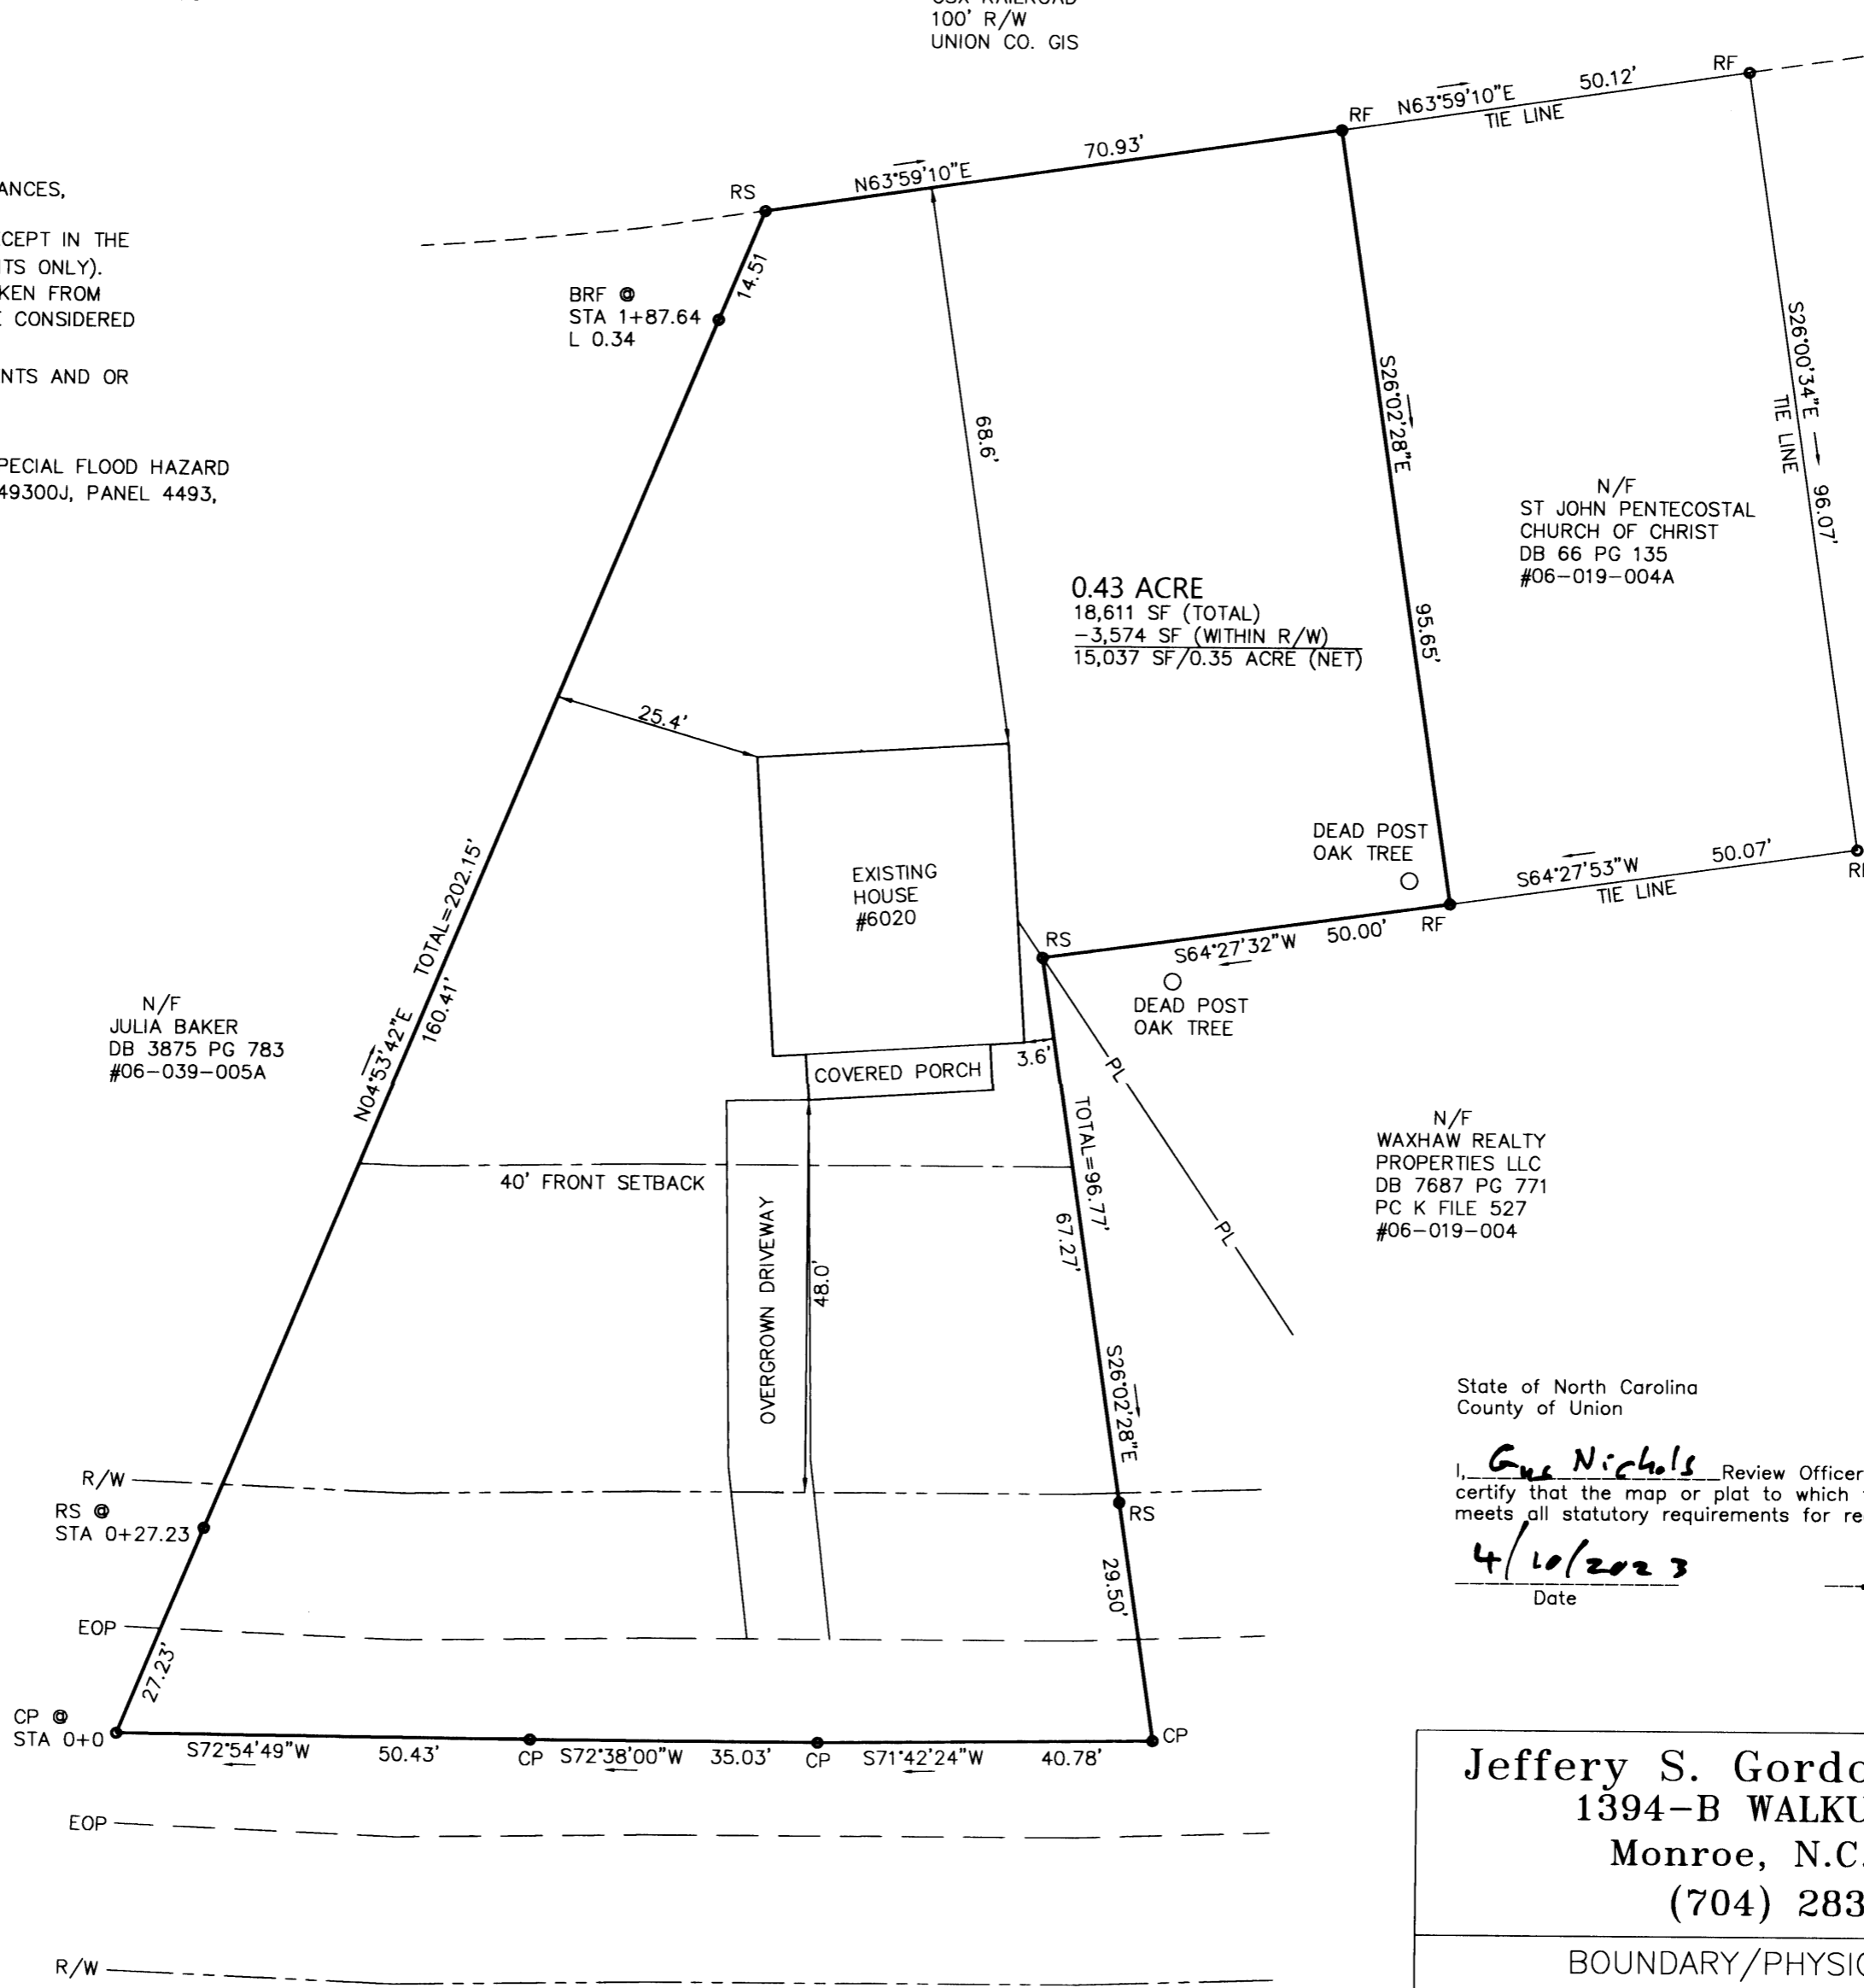 100' R/W
UNION CO. GIS
RF
N63°59'10"E
50.12'
TIE LINE
RF
70.93'
N63°59'10"E
RS
14.51
BRF @
STA 1+87.64
L 0.34
CEPT IN THE
TS ONLY).
KEN FROM
CONSIDERED
NTS AND OR
PECIAL FLOOD HAZARD
49300J, PANEL 4493,
68.6'
S26°02'28"E
95.65'
S26°00'34"E
96.07'
TIE LINE
N/F
ST JOHN PENTECOSTAL
CHURCH OF CHRIST
DB 66 PG 135
#06-019-004A
0.43 ACRE
18,611 SF (TOTAL)
-3,574 SF (WITHIN R/W)
15,037 SF/0.35 ACRE (NET)
25.4'
DEAD POST
OAK TREE
S64°27'53"W
50.07'
TIE LINE
RF
EXISTING
HOUSE
#6020
RS
S64°27'32"W
50.00'
DEAD POST
OAK TREE
N04°53'42"E
TOTAL=202.15'
160.41'
N/F
JULIA BAKER
DB 3875 PG 783
#06-039-005A
3.6'
COVERED PORCH
PL
PL
TOTAL=96.77'
67.27'
S26°02'28"E
N/F
WAXHAW REALTY
PROPERTIES LLC
DB 7687 PG 771
PC K FILE 527
#06-019-004
40' FRONT SETBACK
OVERGROWN DRIVEWAY
48.0'
State of North Carolina
County of Union
I, Gus Nichols Review Officer
certify that the map or plat to which
meets all statutory requirements for
4/10/2023
Date
R/W
RS @
STA 0+27.23
RS
29.50'
EOP
27.23'
CP @
STA 0+0
S72°54'49"W
50.43'
CP
S72°38'00"W
35.03'
CP
S71°42'24"W
40.78'
CP
EOP
R/W
Jeffery S. Gordo
1394-B WALKU
Monroe, N.C.
(704) 283
BOUNDARY/PHYSIC